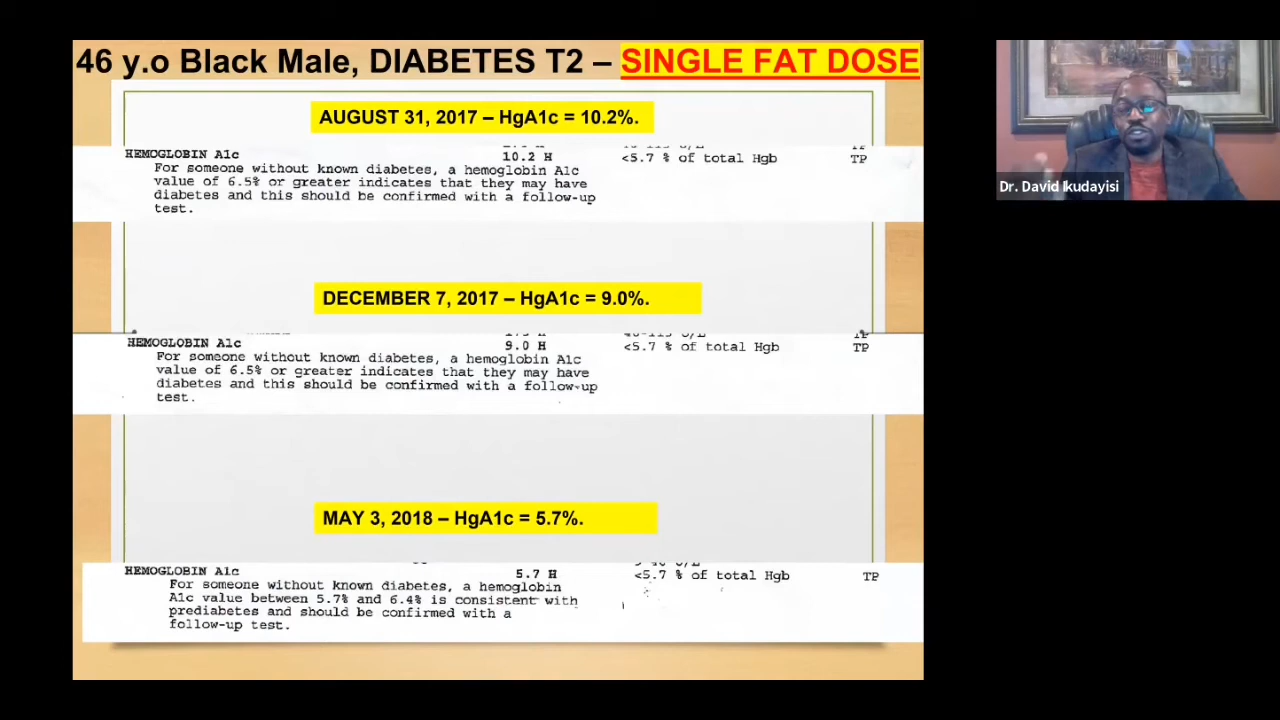 46 y.o Black Male, DIABETES T2 – SINGLE FAT DOSE
AUGUST 31, 2017 – HgA1c = 10.2%.
HEMOGLOBIN A1c 10.2 H <5.7 % of total Hgb TP
For someone without known diabetes, a hemoglobin A1c
value of 6.5% or greater indicates that they may have
diabetes and this should be confirmed with a follow-up
test.
Dr. David Ikudayisi
DECEMBER 7, 2017 – HgA1c = 9.0%.
HEMOGLOBIN A1c 9.0 H <5.7 % of total Hgb TP
For someone without known diabetes, a hemoglobin A1c
value of 6.5% or greater indicates that they may have
diabetes and this should be confirmed with a follow-up
test.
MAY 3, 2018 – HgA1c = 5.7%.
HEMOGLOBIN A1c 5.7 H <5.7 % of total Hgb TP
For someone without known diabetes, a hemoglobin
A1c value between 5.7% and 6.4% is consistent with
prediabetes and should be confirmed with a
follow-up test.